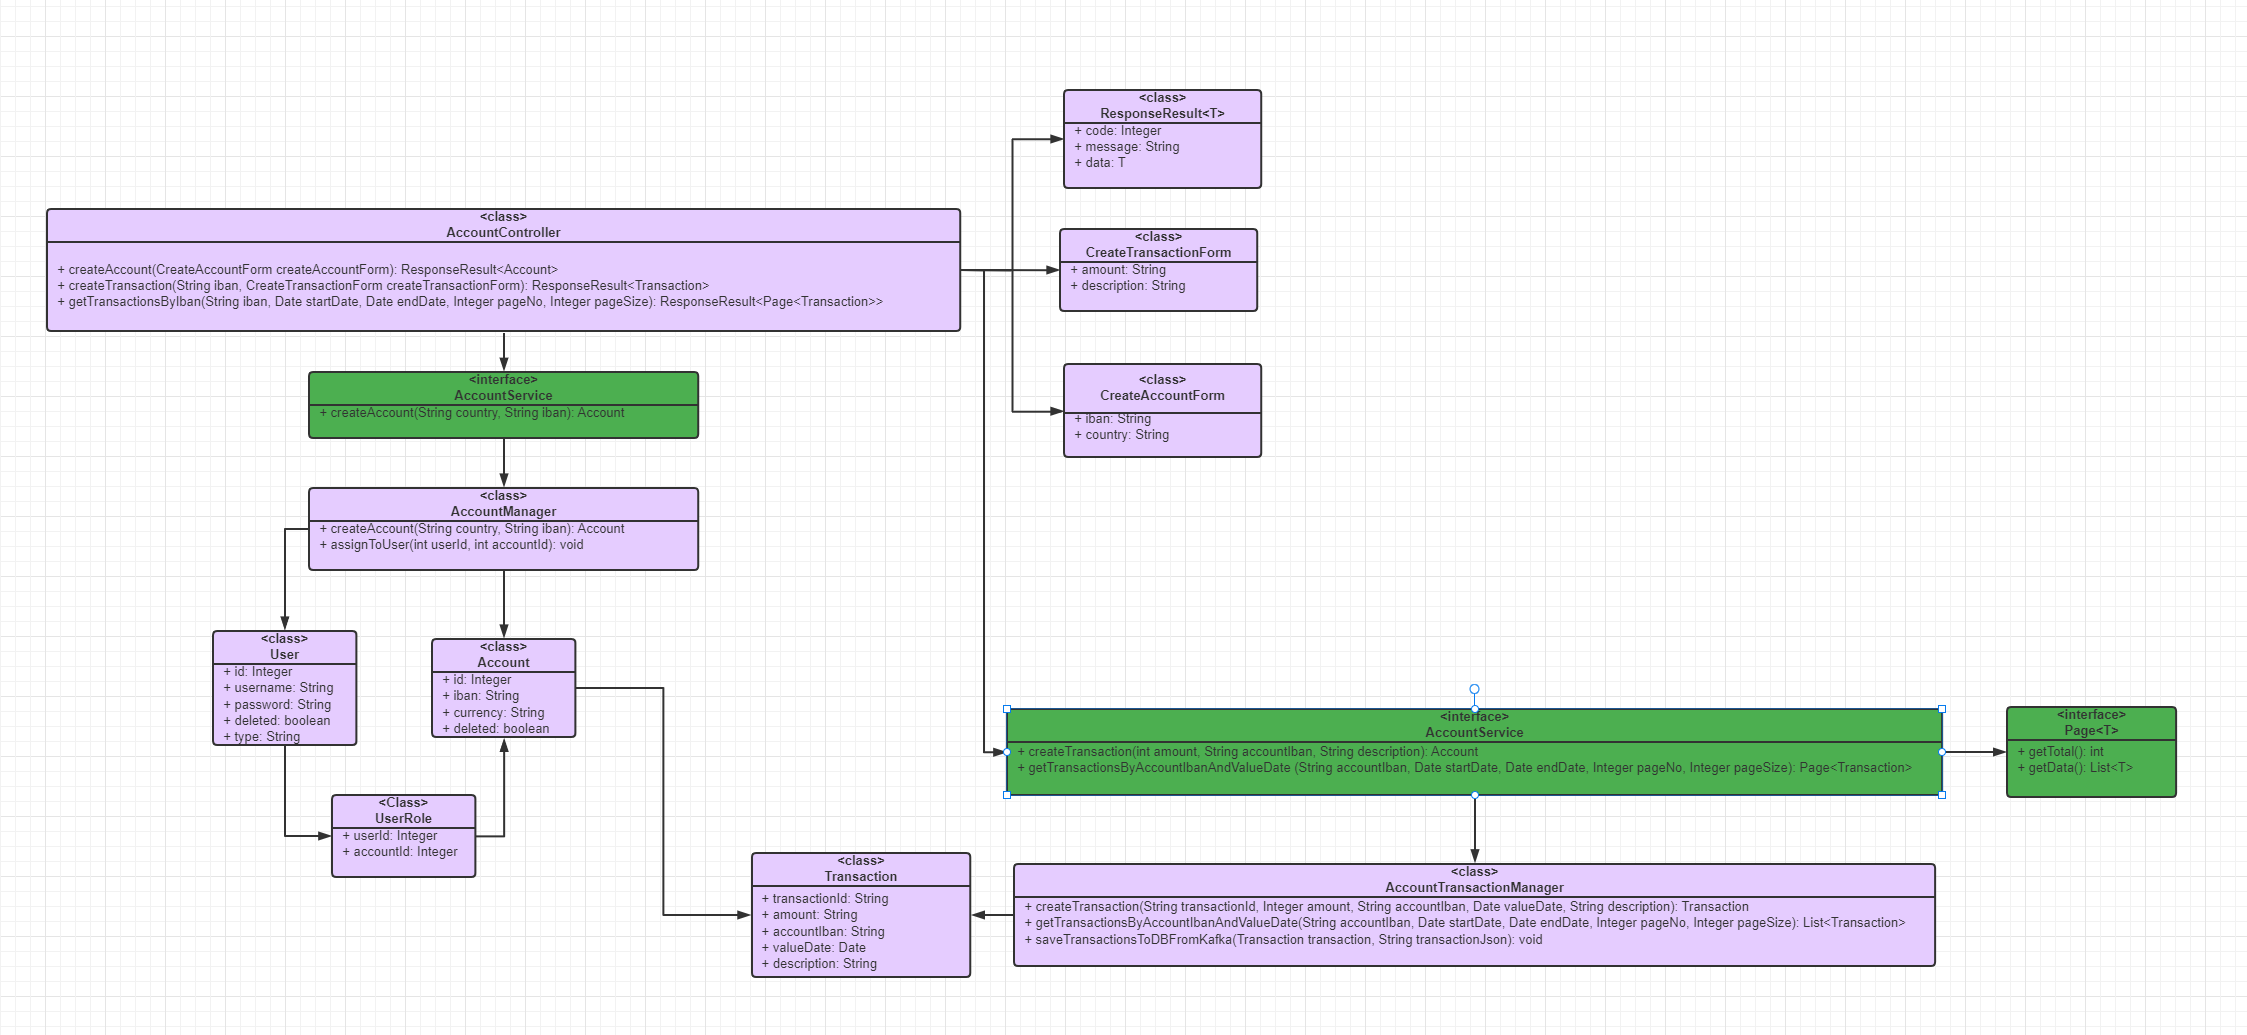 <class>
ResponseResult<T>
+ code: Integer
+ message: String
+ data: T
<class>
AccountController
+ createAccount(CreateAccountForm createAccountForm): ResponseResult<Account>
+ createTransaction(String iban, CreateTransactionForm createTransactionForm): ResponseResult<Transaction>
+ getTransactionsByIban(String iban, Date startDate, Date endDate, Integer pageNo, Integer pageSize): ResponseResult<Page<Transaction>>
<class>
CreateTransactionForm
+ amount: String
+ description: String
<interface>
AccountService
+ createAccount(String country, String iban): Account
<class>
CreateAccountForm
+ iban: String
+ country: String
<class>
AccountManager
+ createAccount(String country, String iban): Account
+ assignToUser(int userId, int accountId): void
<class>
User
+ id: Integer
+ username: String
+ password: String
+ deleted: boolean
+ type: String
<class>
Account
+ id: Integer
+ iban: String
+ currency: String
+ deleted: boolean
<interface>
AccountService
+ createTransaction(int amount, String accountIban, String description): Account
+ getTransactionsByAccountIbanAndValueDate (String accountIban, Date startDate, Date endDate, Integer pageNo, Integer pageSize): Page<Transaction>
<interface>
Page<T>
+ getTotal(): int
+ getData(): List<T>
<Class>
UserRole
+ userId: Integer
+ accountId: Integer
<class>
Transaction
+ transactionId: String
+ amount: String
+ accountIban: String
+ valueDate: Date
+ description: String
<class>
AccountTransactionManager
+ createTransaction(String transactionId, Integer amount, String accountIban, Date valueDate, String description): Transaction
+ getTransactionsByAccountIbanAndValueDate(String accountIban, Date startDate, Date endDate, Integer pageNo, Integer pageSize): List<Transaction>
+ saveTransactionsToDBFromKafka(Transaction transaction, String transactionJson): void